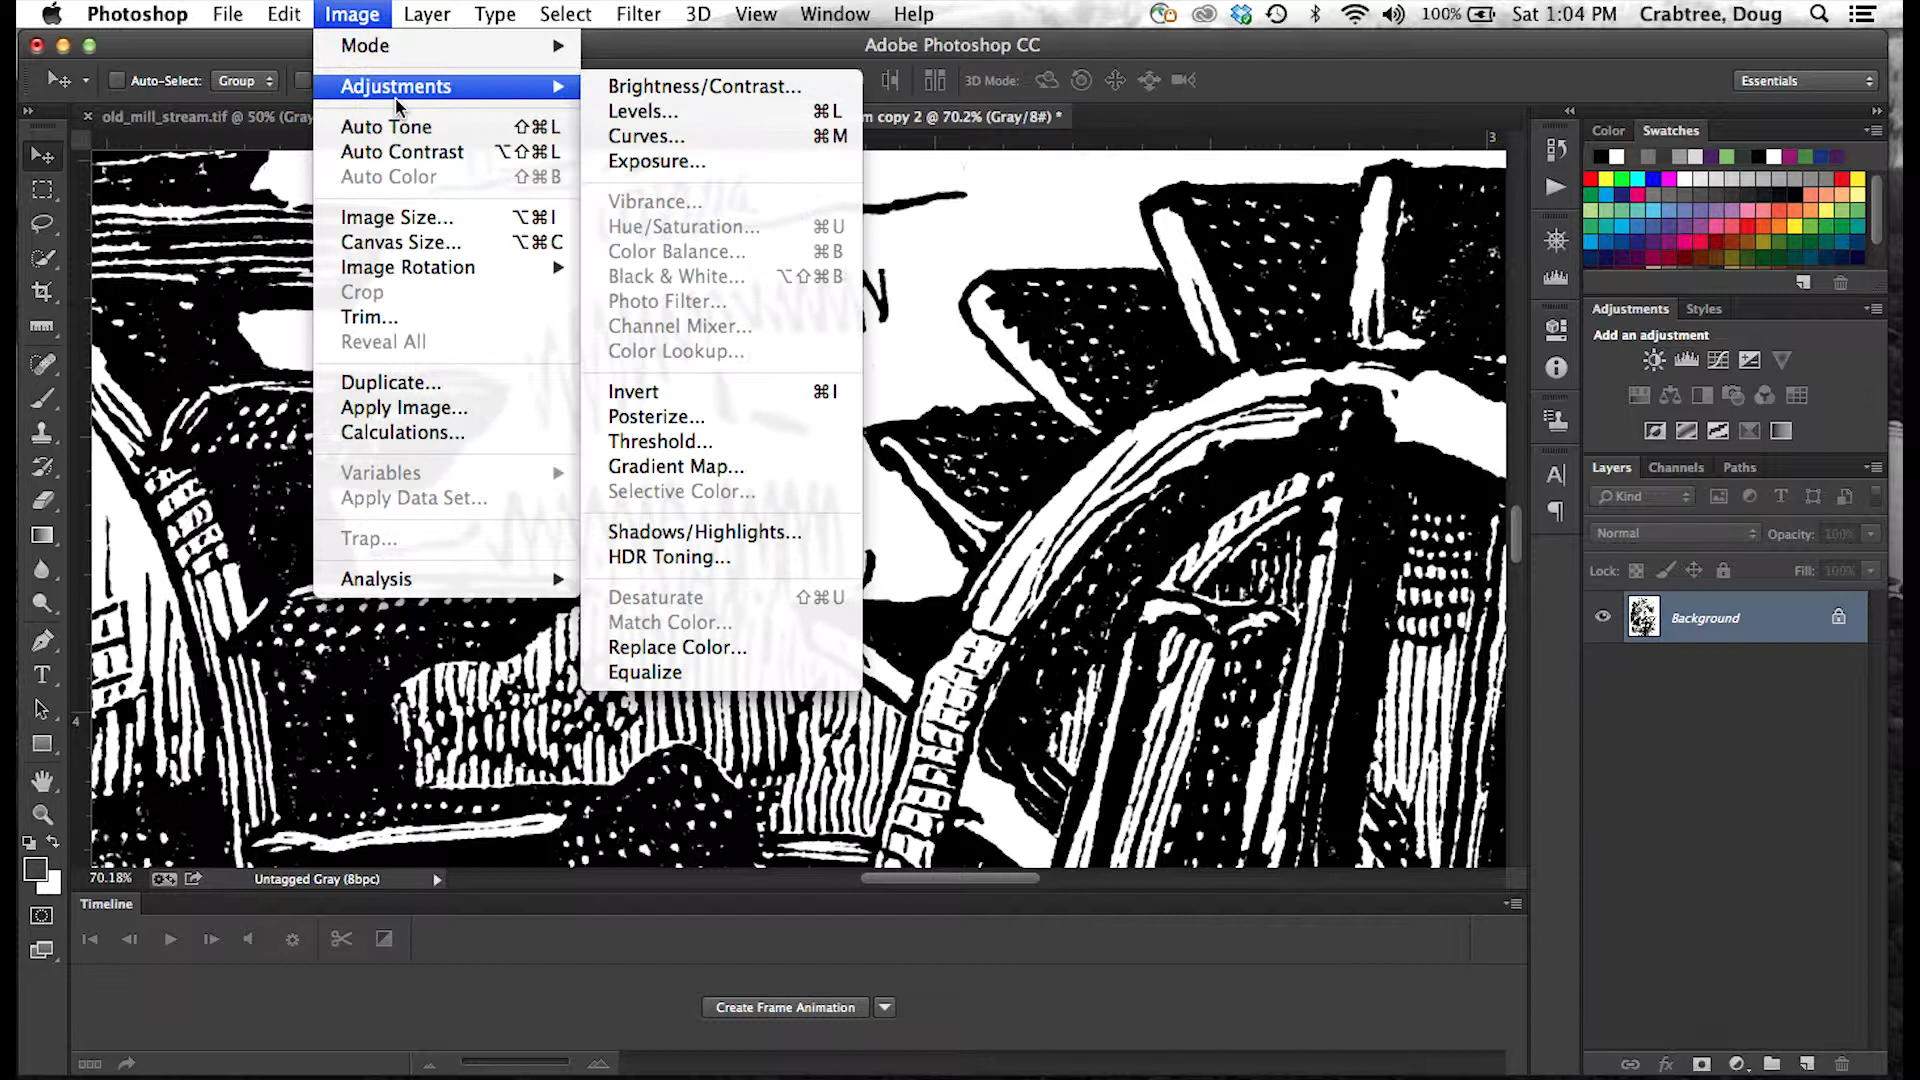 Photoshop File Edit Image Layer Type Select Filter 3D View Window Help 100% Sat 1:04 PM Crabtree, Doug
Adobe Photoshop CC
Auto-Select: Group 3D Mode: Essentials
old_mill_stream.tif @ 50% (Gray m copy 2 @ 70.2% (Gray/8#) *
Mode
Adjustments
Auto Tone ⇧⌘L
Auto Contrast ⌥⇧⌘L
Auto Color ⇧⌘B
Image Size... ⌥⌘I
Canvas Size... ⌥⌘C
Image Rotation
Crop
Trim...
Reveal All
Duplicate...
Apply Image...
Calculations...
Variables
Apply Data Set...
Trap...
Analysis
Brightness/Contrast...
Levels... ⌘L
Curves... ⌘M
Exposure...
Vibrance...
Hue/Saturation... ⌘U
Color Balance... ⌘B
Black & White... ⌥⇧⌘B
Photo Filter...
Channel Mixer...
Color Lookup...
Invert ⌘I
Posterize...
Threshold...
Gradient Map...
Selective Color...
Shadows/Highlights...
HDR Toning...
Desaturate ⇧⌘U
Match Color...
Replace Color...
Equalize
3
4
Color Swatches
Adjustments Styles
Add an adjustment
Layers Channels Paths
Kind
Normal Opacity: 100%
Lock: Fill: 100%
Background
70.18% Untagged Gray (8bpc)
Timeline
Create Frame Animation